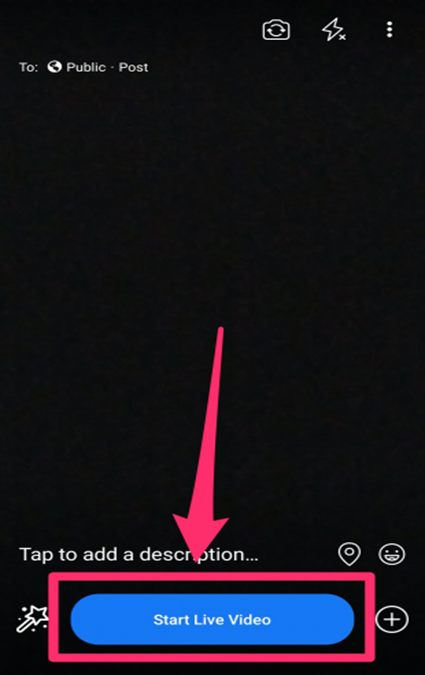 To: Public · Post
Tap to add a description...
Start Live Video